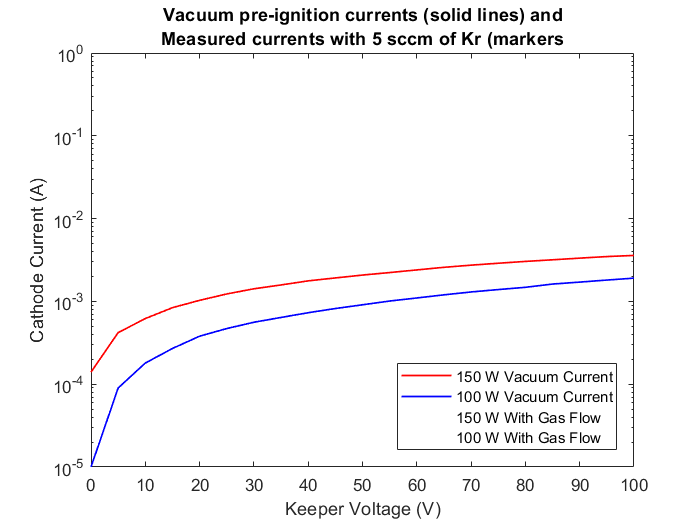 Vacuum pre-ignition currents (solid lines) and
Measured currents with 5 sccm of Kr (markers
10^0
10^-1
10^-2
10^-3
10^-4
10^-5
Cathode Current (A)
0 10 20 30 40 50 60 70 80 90 100
Keeper Voltage (V)
150 W Vacuum Current
100 W Vacuum Current
150 W With Gas Flow
100 W With Gas Flow